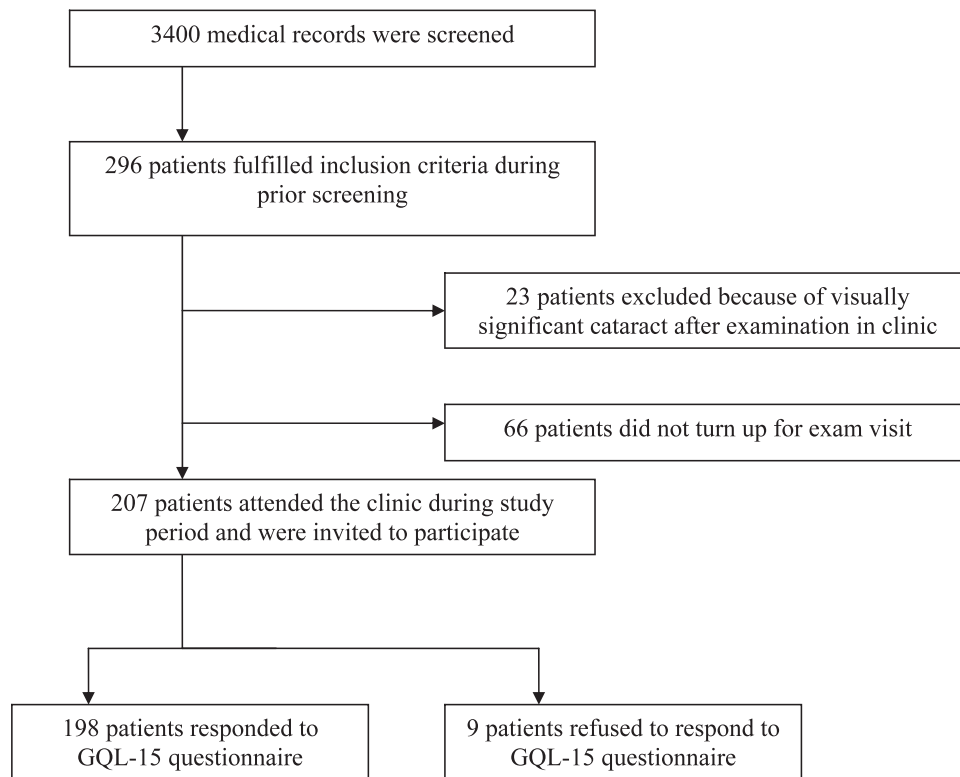 3400 medical records were screened
296 patients fulfilled inclusion criteria during
prior screening
23 patients excluded because of visually
significant cataract after examination in clinic
66 patients did not turn up for exam visit
207 patients attended the clinic during study
period and were invited to participate
198 patients responded to
GQL-15 questionnaire
9 patients refused to respond to
GQL-15 questionnaire